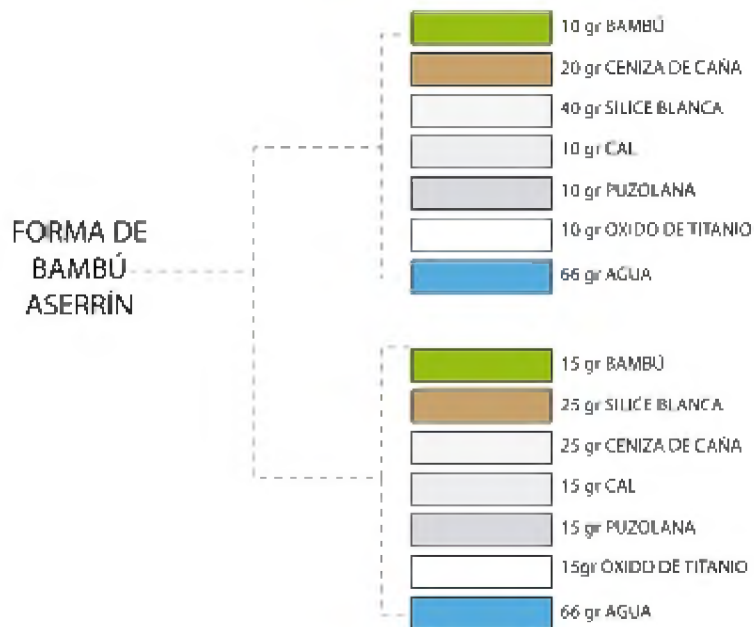 FORMA DE
BAMBÚ
ASERRÍN
10 gr BAMBÚ
20 gr CENIZA DE CAÑA
40 gr SILICE BLANCA
10 gr CAL
10 gr PUZOLANA
10 gr OXIDO DE TITANIO
66 gr AGUA
15 gr BAMBÚ
25 gr SILICE BLANCA
25 gr CENIZA DE CAÑA
15 gr CAL
15 gr PUZOLANA
15gr OXIDO DE TITANIO
66 gr AGUA